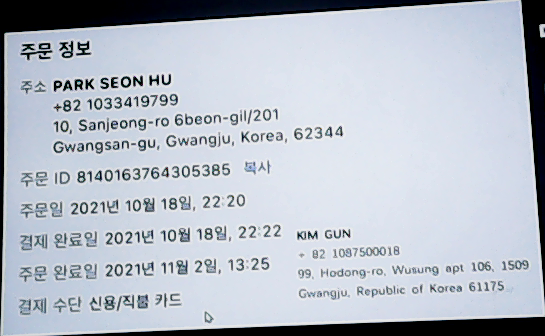 주문 정보
주소 PARK SEON HU
+82 1033419799
10, Sanjeong-ro 6beon-gil/201
Gwangsan-gu, Gwangju, Korea, 62344
주문 ID 8140163764305385 복사
주문일 2021년 10월 18일, 22:20
결제 완료일 2021년 10월 18일, 22:22
주문 완료일 2021년 11월 2일, 13:25
결제 수단 신용/직불 카드
KIM GUN
+ 82 1087500018
99, Hodong-ro, Wusung apt 106, 1509
Gwangju, Republic of Korea 61175